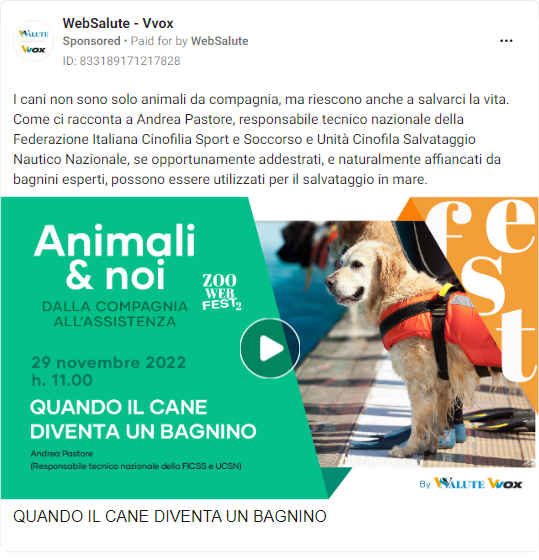 WebSalute - Vvox
Sponsored • Paid for by WebSalute
ID: 833189171217828
I cani non sono solo animali da compagnia, ma riescono anche a salvarci la vita.
Come ci racconta a Andrea Pastore, responsabile tecnico nazionale della
Federazione Italiana Cinofilia Sport e Soccorso e Unità Cinofila Salvataggio
Nautico Nazionale, se opportunamente addestrati, e naturalmente affiancati da
bagnini esperti, possono essere utilizzati per il salvataggio in mare.
Animali
& noi
DALLA COMPAGNIA
ALL'ASSISTENZA
ZOO
WEB
FEST2
fest
29 novembre 2022
h. 11.00
QUANDO IL CANE
DIVENTA UN BAGNINO
Andrea Pastore
(Responsabile tecnico nazionale della FICSS e UCSN)
By WSALUTE VVOX
QUANDO IL CANE DIVENTA UN BAGNINO